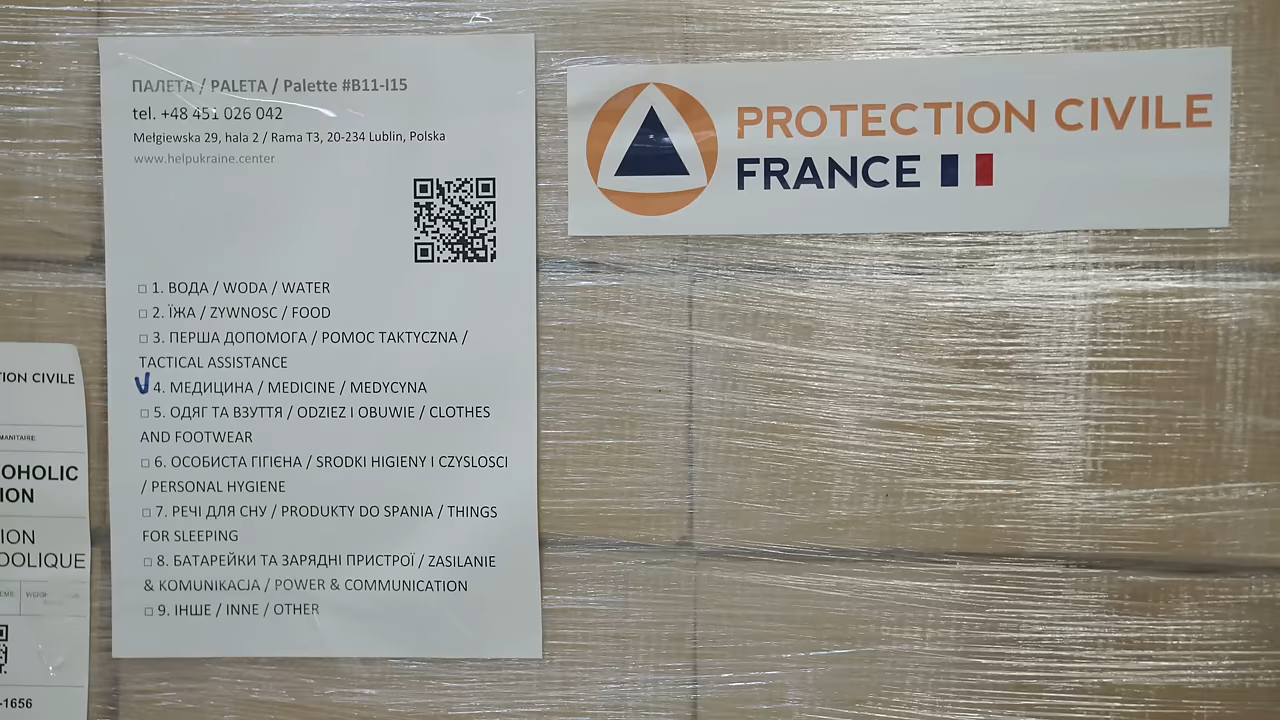 ПАЛЕТА / PALETA / Palette #B11-I15
tel. +48 451 026 042
Mełgiewska 29, hala 2 / Rama T3, 20-234 Lublin, Polska
www.helpukraine.center
□ 1. ВОДА / WODA / WATER
□ 2. ЇЖА / ZYWNOSC / FOOD
□ 3. ПЕРША ДОПОМОГА / POMOC TAKTYCZNA /
TACTICAL ASSISTANCE
4. МЕДИЦИНА / MEDICINE / MEDYCYNA
□ 5. ОДЯГ ТА ВЗУТТЯ / ODZIEZ I OBUWIE / CLOTHES
AND FOOTWEAR
□ 6. ОСОБИСТА ГІГІЄНА / SRODKI HIGIENY I CZYSLOSCI
/ PERSONAL HYGIENE
□ 7. РЕЧІ ДЛЯ СНУ / PRODUKTY DO SPANIA / THINGS
FOR SLEEPING
□ 8. БАТАРЕЙКИ ТА ЗАРЯДНІ ПРИСТРОЇ / ZASILANIE
& KOMUNIKACJA / POWER & COMMUNICATION
□ 9. ІНШЕ / INNE / OTHER
PROTECTION CIVILE
FRANCE
TION CIVILE
MANITAIRE
OHOLIC
ION
ION
OOLIQUE
-1656